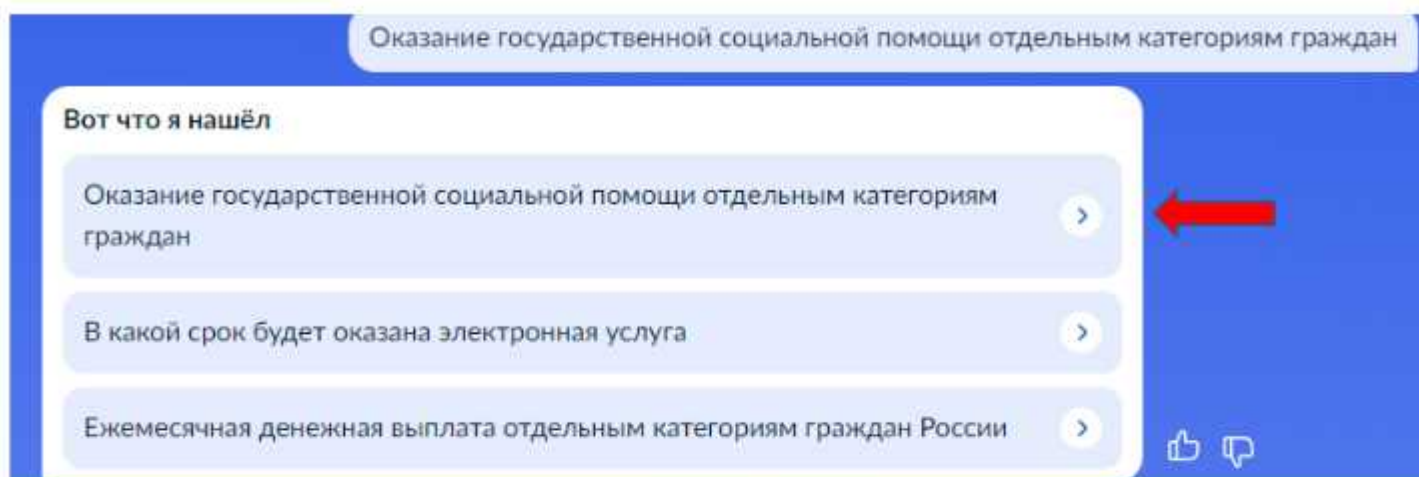 Оказание государственной социальной помощи отдельным категориям граждан
Вот что я нашёл
Оказание государственной социальной помощи отдельным категориям
граждан
В какой срок будет оказана электронная услуга
Ежемесячная денежная выплата отдельным категориям граждан России